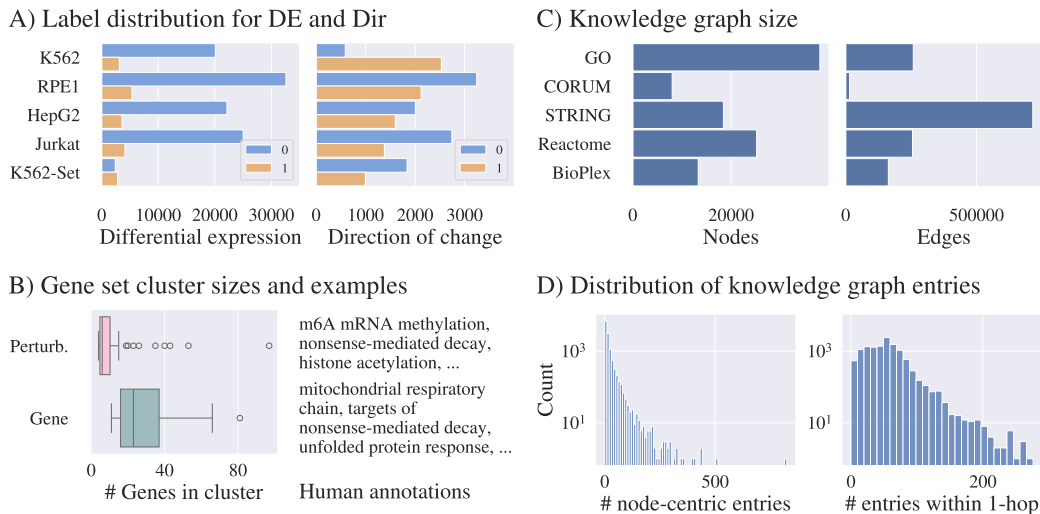 A) Label distribution for DE and Dir
K562
RPE1
HepG2
Jurkat
K562-Set
0
1
0
1
0 10000 20000 30000
0 1000 2000 3000
Differential expression
Direction of change
C) Knowledge graph size
GO
CORUM
STRING
Reactome
BioPlex
0 20000
0 500000
Nodes
Edges
B) Gene set cluster sizes and examples
Perturb.
Gene
0 40 80
# Genes in cluster
m6A mRNA methylation,
nonsense-mediated decay,
histone acetylation, ...
mitochondrial respiratory
chain, targets of
nonsense-mediated decay,
unfolded protein response, ...
Human annotations
D) Distribution of knowledge graph entries
Count
10³
10¹
0 500
# node-centric entries
10³
10¹
0 200
# entries within 1-hop